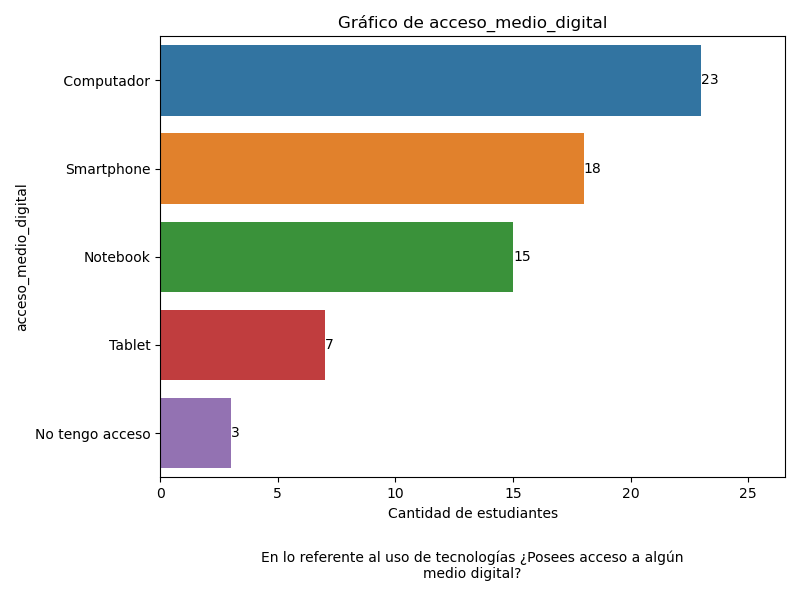 Gráfico de acceso_medio_digital
acceso_medio_digital
Computador
23
Smartphone
18
Notebook
15
Tablet
7
No tengo acceso
3
0 5 10 15 20 25
Cantidad de estudiantes
En lo referente al uso de tecnologías ¿Posees acceso a algún
medio digital?